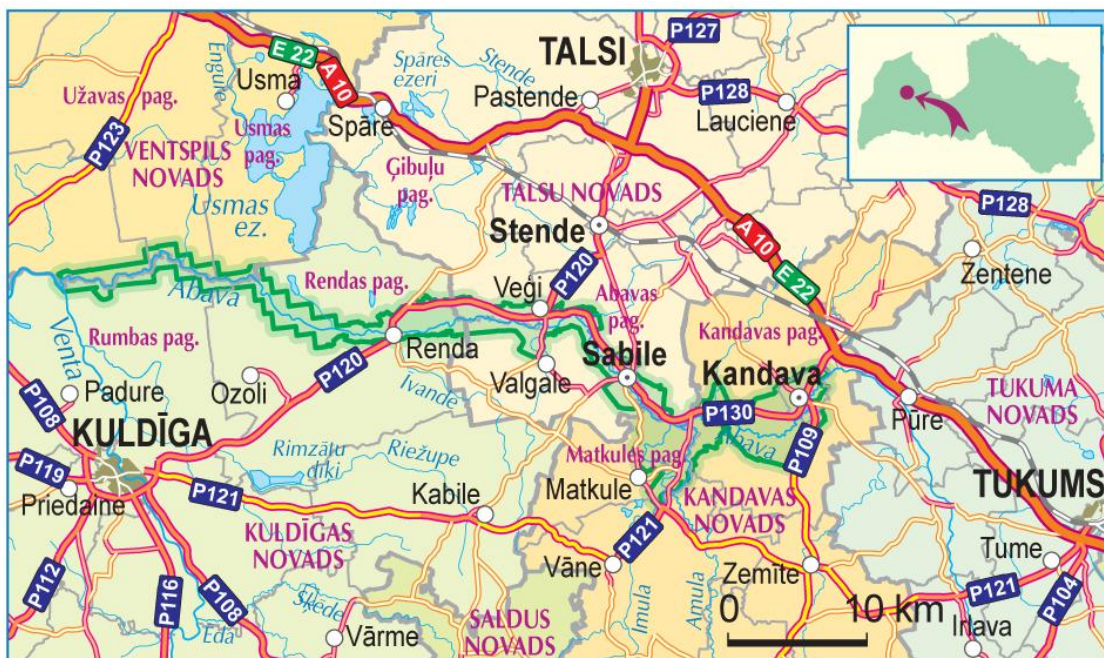 P127
E 22
A 10
TALSI
Engure
Usma
Spāres
ezeri
Stende
Pastende
P128
Lauciene
Užavas pag.
Spāre
P123
VENTSPILS
NOVADS
Usmas
pag.
Ģibuļu
pag.
TALSU NOVADS
Usmas
ez.
Stende
A 10
P128
Zentene
E 22
Abava
Rendas pag.
Veģi
P120
Abavas
pag.
Kandavas pag.
Venta
Rumbas pag.
Renda
Valgale
Sabile
Kandava
Padure
Ozoli
P120
Ivande
P130
Pūre
TUKUMA
NOVADS
P108
KULDĪGA
Rimzātu
dīķi
Riežupe
Abava
P109
Matkules pag.
P119
Priedaine
P121
Kabile
Matkule
KANDAVAS
NOVADS
TUKUMS
KULDĪGAS
NOVADS
P121
Vāne
Zemīte
Tume
P112
P116
P108
Šķēde
Imula
Amula
0
10 km
P121
P104
Ēda
Vārme
SALDUS
NOVADS
Irlava